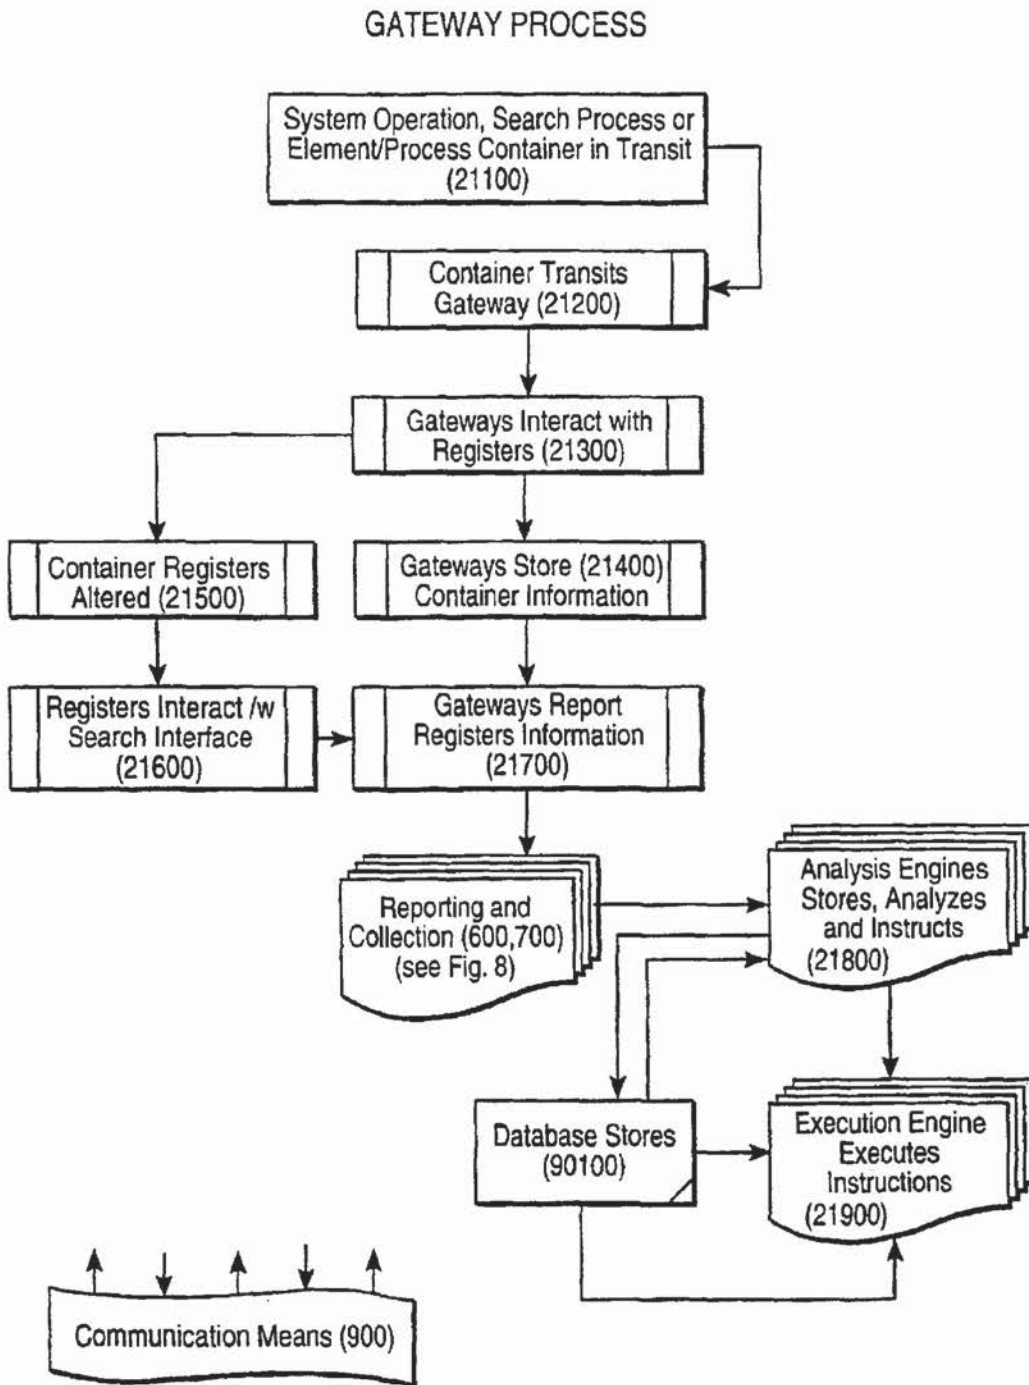 GATEWAY PROCESS
System Operation, Search Process or
Element/Process Container in Transit
(21100)
Container Transits
Gateway (21200)
Gateways Interact with
Registers (21300)
Container Registers
Altered (21500)
Gateways Store (21400)
Container Information
Registers Interact /w
Search Interface
(21600)
Gateways Report
Registers Information
(21700)
Reporting and
Collection (600,700)
(see Fig. 8)
Analysis Engines
Stores, Analyzes
and Instructs
(21800)
Database Stores
(90100)
Execution Engine
Executes
Instructions
(21900)
Communication Means (900)